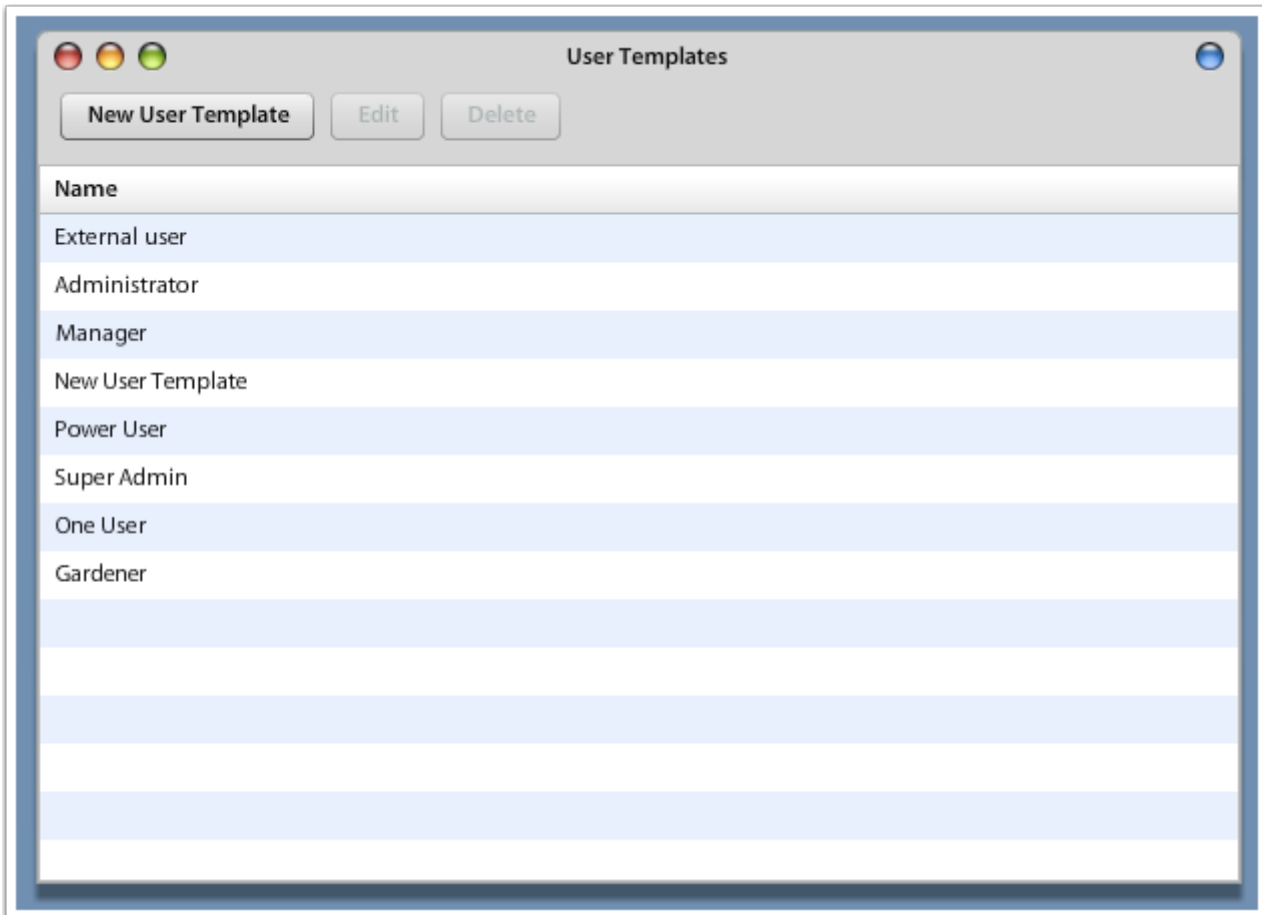 User Templates
New User Template Edit Delete
Name
External user
Administrator
Manager
New User Template
Power User
Super Admin
One User
Gardener